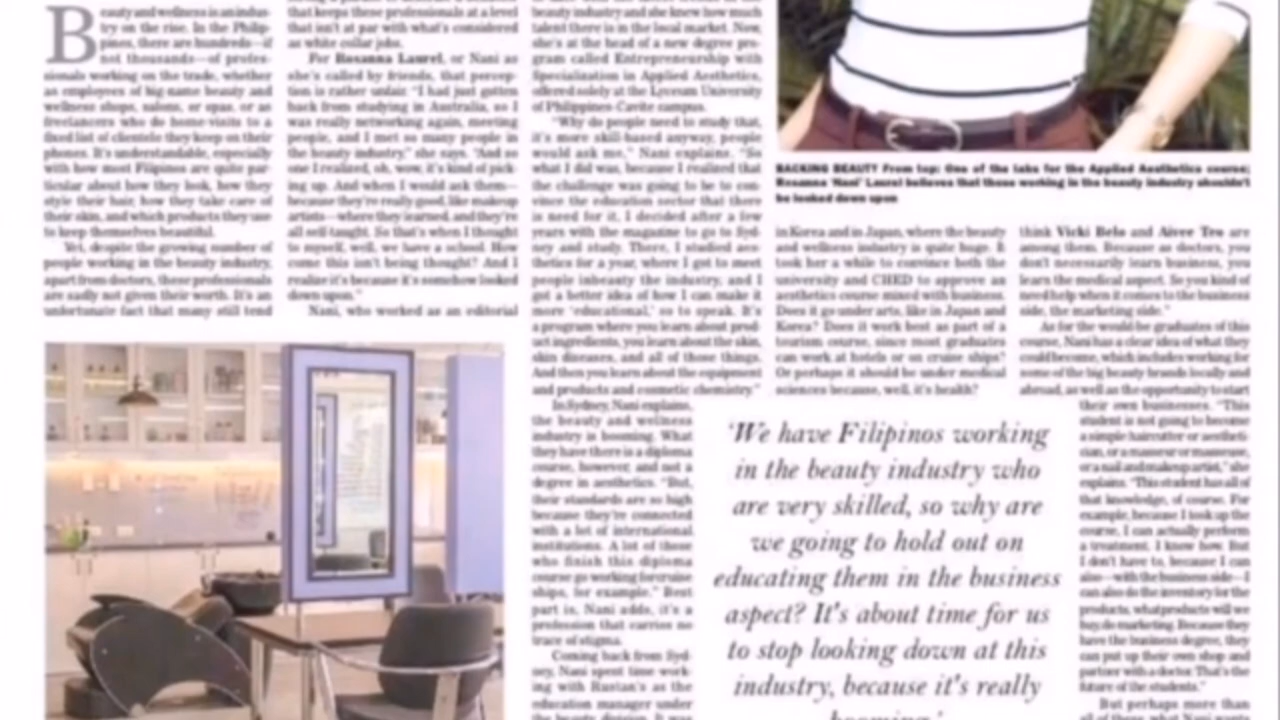 Beauty and wellness is an indus-
try on the rise. In the Philip-
pines, there are hundreds—if
not thousands—of profes-
sionals working on the trade, whether
as employees of big-name beauty and
wellness shops, salons, or spas, or as
freelancers who do home-visits to a
fixed list of clientele they keep on their
phones. It's understandable, especially
with how most Filipinos are quite par-
ticular about how they look, how they
style their hair, how they take care of
their skin, and which products they use
to keep themselves beautiful.
Yet, despite the growing number of
people working in the beauty industry,
apart from doctors, these professionals
are sadly not given their worth. It's an
unfortunate fact that many still tend
that keeps these professionals at a level
that isn't at par with what's considered
as white collar jobs.
For Rosanna Laurel, or Nani as
she's called by friends, that percep-
tion is rather unfair. "I had just gotten
back from studying in Australia, so I
was really networking again, meeting
people, and I met so many people in
the beauty industry," she says. "And so
one I realized, oh, wow, it's kind of pick-
ing up. And when I would ask them—
because they're really good, like makeup
artists—where they learned, and they're
all self-taught. So that's when I thought
to myself, well, we have a school. How
come this isn't being thought? And I
realize it's because it's somehow looked
down upon."
Nani, who worked as an editorial
beauty industry and she knew how much
talent there is in the local market. Now,
she's at the head of a new degree pro-
gram called Entrepreneurship with
Specialization in Applied Aesthetics,
offered solely at the Lyceum University
of Philippines-Cavite campus.
"Why do people need to study that,
it's more skill-based anyway, people
would ask me," Nani explains. "So
what I did was, because I realized that
the challenge was going to be to con-
vince the education sector that there
is need for it, I decided after a few
years with the magazine to go to Syd-
ney and study. There, I studied aes-
thetics for a year, where I got to meet
people inbeauty the industry, and I
got a better idea of how I can make it
more 'educational,' so to speak. It's
a program where you learn about prod-
uct ingredients, you learn about the skin,
skin diseases, and all of those things.
And then you learn about the equipment
and products and cosmetic chemistry."
In Sydney, Nani explains,
the beauty and wellness
industry is booming. What
they have there is a diploma
course, however, and not a
degree in aesthetics. "But,
their standards are so high
because they're connected
with a lot of international
institutions. A lot of those
who finish this diploma
course go working for cruise
ships, for example." Best
part is, Nani adds, it's a
profession that carries no
trace of stigma.
Coming back from Syd-
ney, Nani spent time work-
ing with Rustan's as the
education manager under
the beauty division. It was
BACKING BEAUTY From top: One of the labs for the Applied Aesthetics course;
Rosanna 'Nani' Laurel believes that those working in the beauty industry shouldn't
be looked down upon
in Korea and in Japan, where the beauty
and wellness industry is quite huge. It
took her a while to convince both the
university and CHED to approve an
aesthetics course mixed with business.
Does it go under arts, like in Japan and
Korea? Does it work best as part of a
tourism course, since most graduates
can work at hotels or on cruise ships?
Or perhaps it should be under medical
sciences because, well, it's health?
'We have Filipinos working
in the beauty industry who
are very skilled, so why are
we going to hold out on
educating them in the business
aspect? It's about time for us
to stop looking down at this
industry, because it's really
booming.'
think Vicki Belo and Aivee Teo are
among them. Because as doctors, you
don't necessarily learn business, you
learn the medical aspect. So you kind of
need help when it comes to the business
side, the marketing side."
As for the would-be graduates of this
course, Nani has a clear idea of what they
could become, which includes working for
some of the big beauty brands locally and
abroad, as well as the opportunity to start
their own businesses. "This
student is not going to become
a simple haircutter or aestheti-
cian, or a masseur or masseuse,
or a nail and makeup artist," she
explains. "This student has all of
that knowledge, of course. For
example, because I took up the
course, I can actually perform
a treatment, I know how. But
I don't have to, because I can
also—with the business side—I
can also do the inventory for the
products, what products will we
buy, do marketing. Because they
have the business degree, they
can put up their own shop and
partner with a doctor. That's the
future of the students."
But perhaps more than